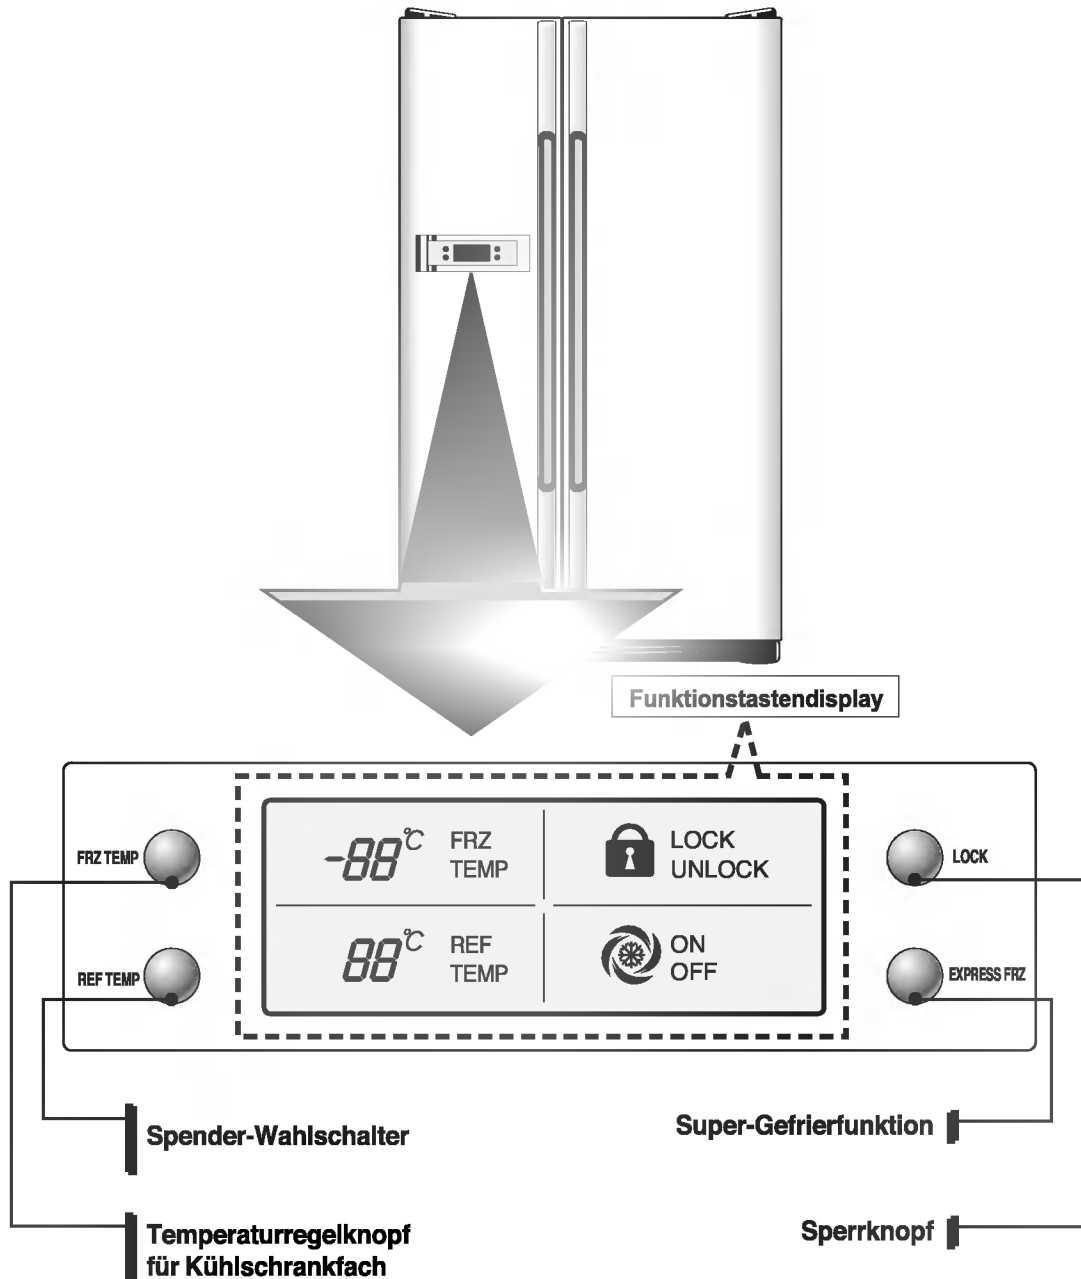 Funktionstastendisplay
FRZ TEMP
-88°C FRZ
TEMP
LOCK
UNLOCK
LOCK
REF TEMP
88°C REF
TEMP
ON
OFF
EXPRESS FRZ
Spender-Wahlschalter
Super-Gefrierfunktion
Temperaturregelknopf
für Kühlschrankfach
Sperrknopf